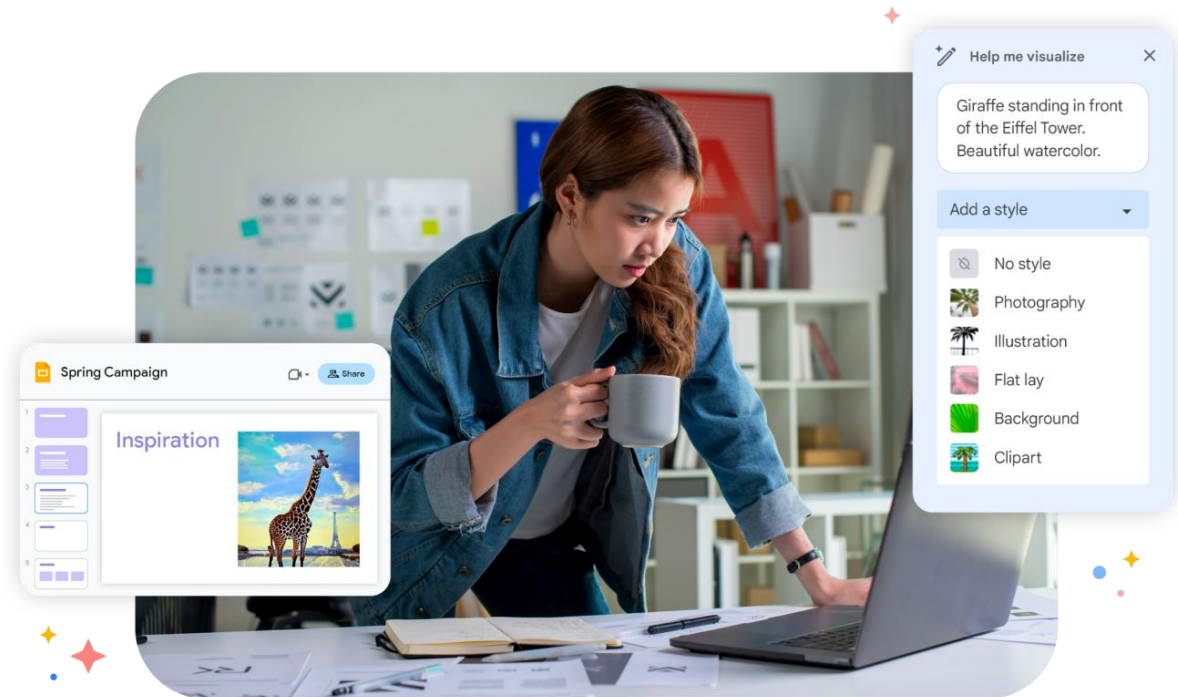 Help me visualize
Giraffe standing in front
of the Eiffel Tower.
Beautiful watercolor.
Add a style
No style
Photography
Illustration
Flat lay
Background
Clipart
Spring Campaign
Share
1
2
3
4
5
Inspiration